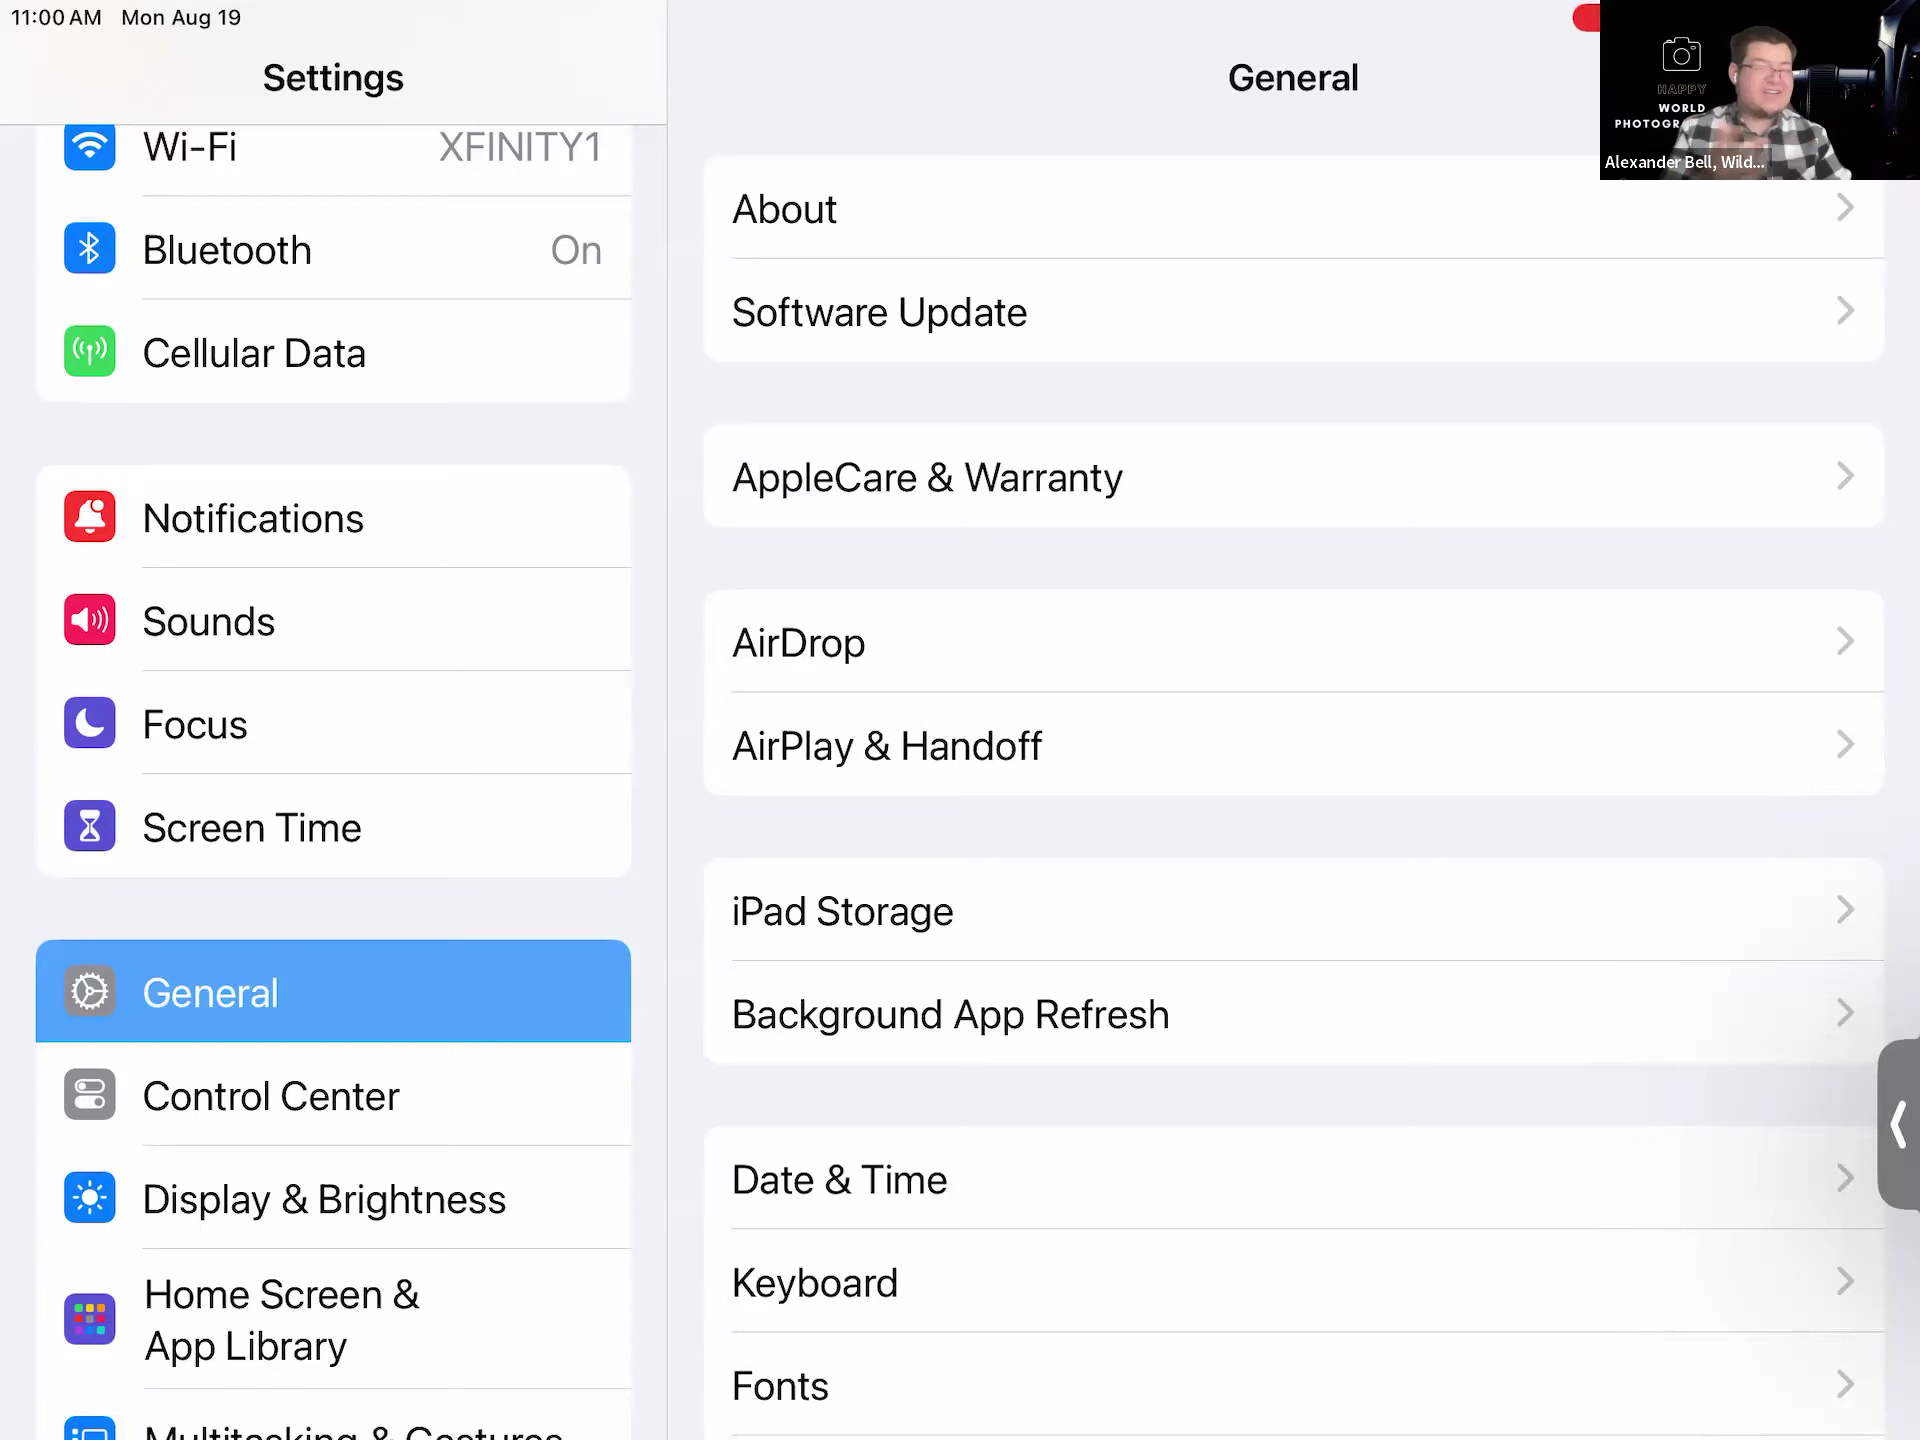 11:00 AM Mon Aug 19
Settings
Wi-Fi XFINITY1
Bluetooth On
Cellular Data
Notifications
Sounds
Focus
Screen Time
General
Control Center
Display & Brightness
Home Screen &
App Library
Multitasking & Gestures
General
About
Software Update
AppleCare & Warranty
AirDrop
AirPlay & Handoff
iPad Storage
Background App Refresh
Date & Time
Keyboard
Fonts
HAPPY
WORLD
PHOTOGR
Alexander Bell, Wild...